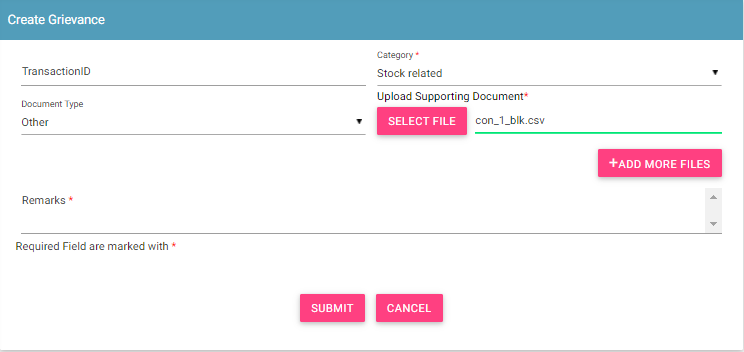 Create Grievance
TransactionID
Category *
Stock related
Document Type
Other
Upload Supporting Document*
SELECT FILE
con_1_blk.csv
+ADD MORE FILES
Remarks *
Required Field are marked with *
SUBMIT
CANCEL